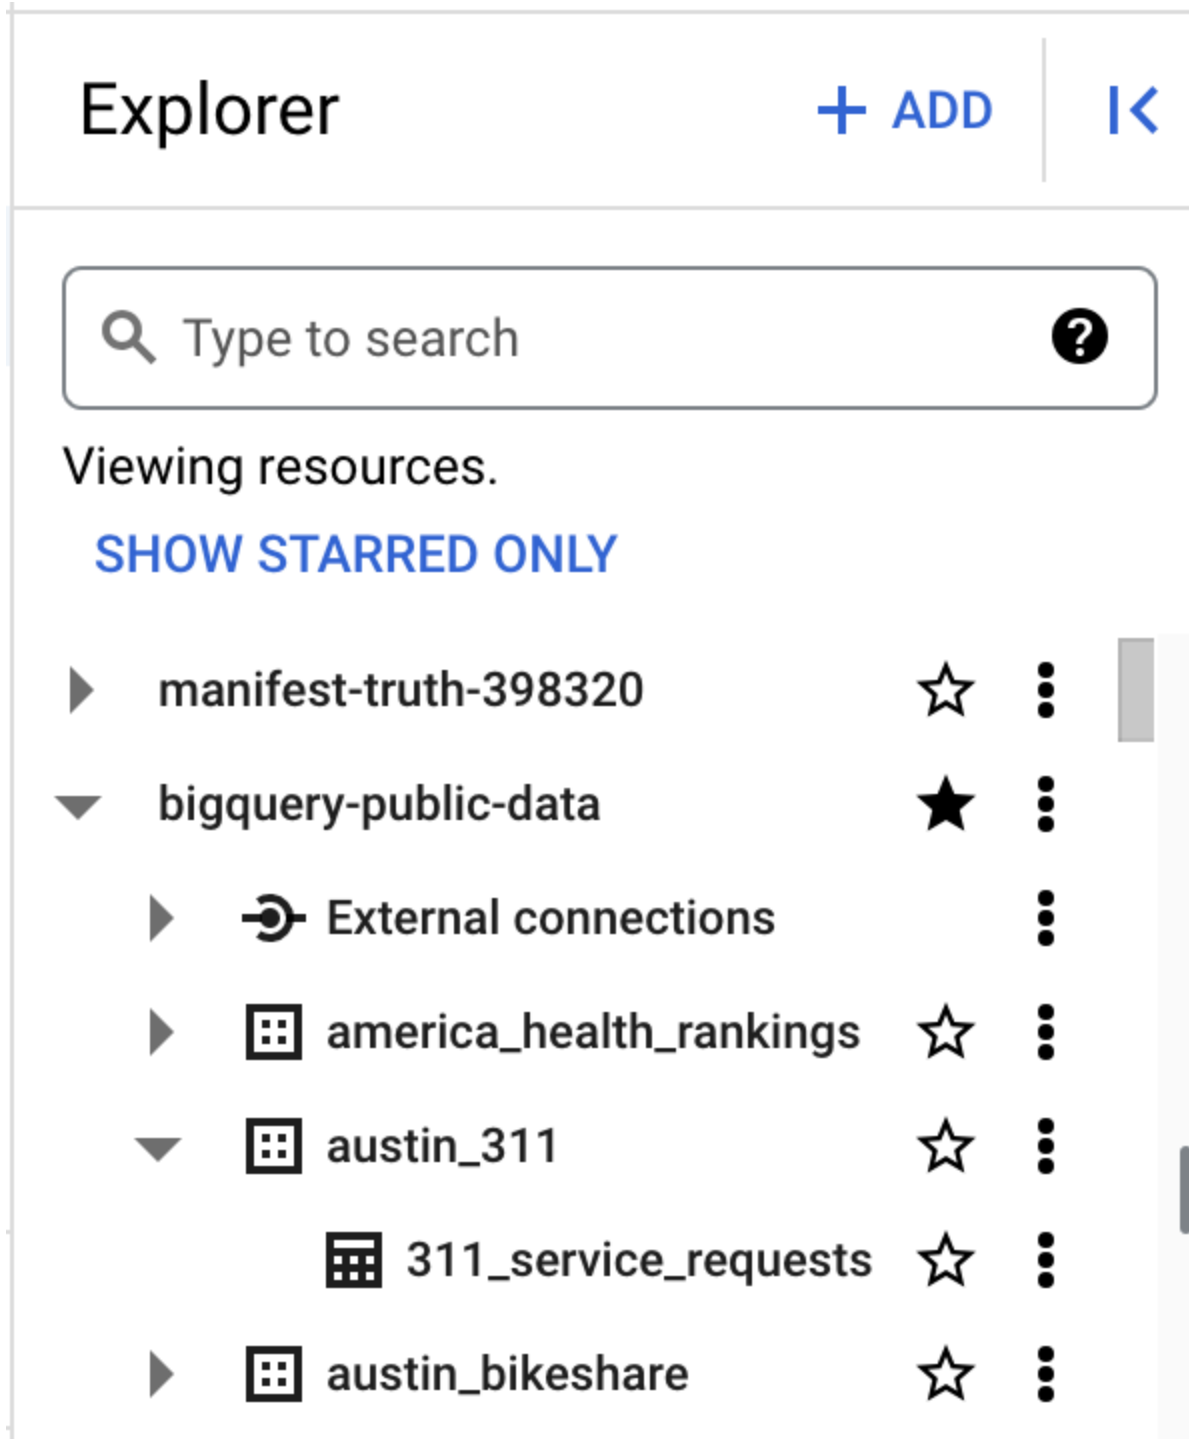 Explorer
+ ADD
Type to search
Viewing resources.
SHOW STARRED ONLY
manifest-truth-398320
bigquery-public-data
External connections
america_health_rankings
austin_311
311_service_requests
austin_bikeshare